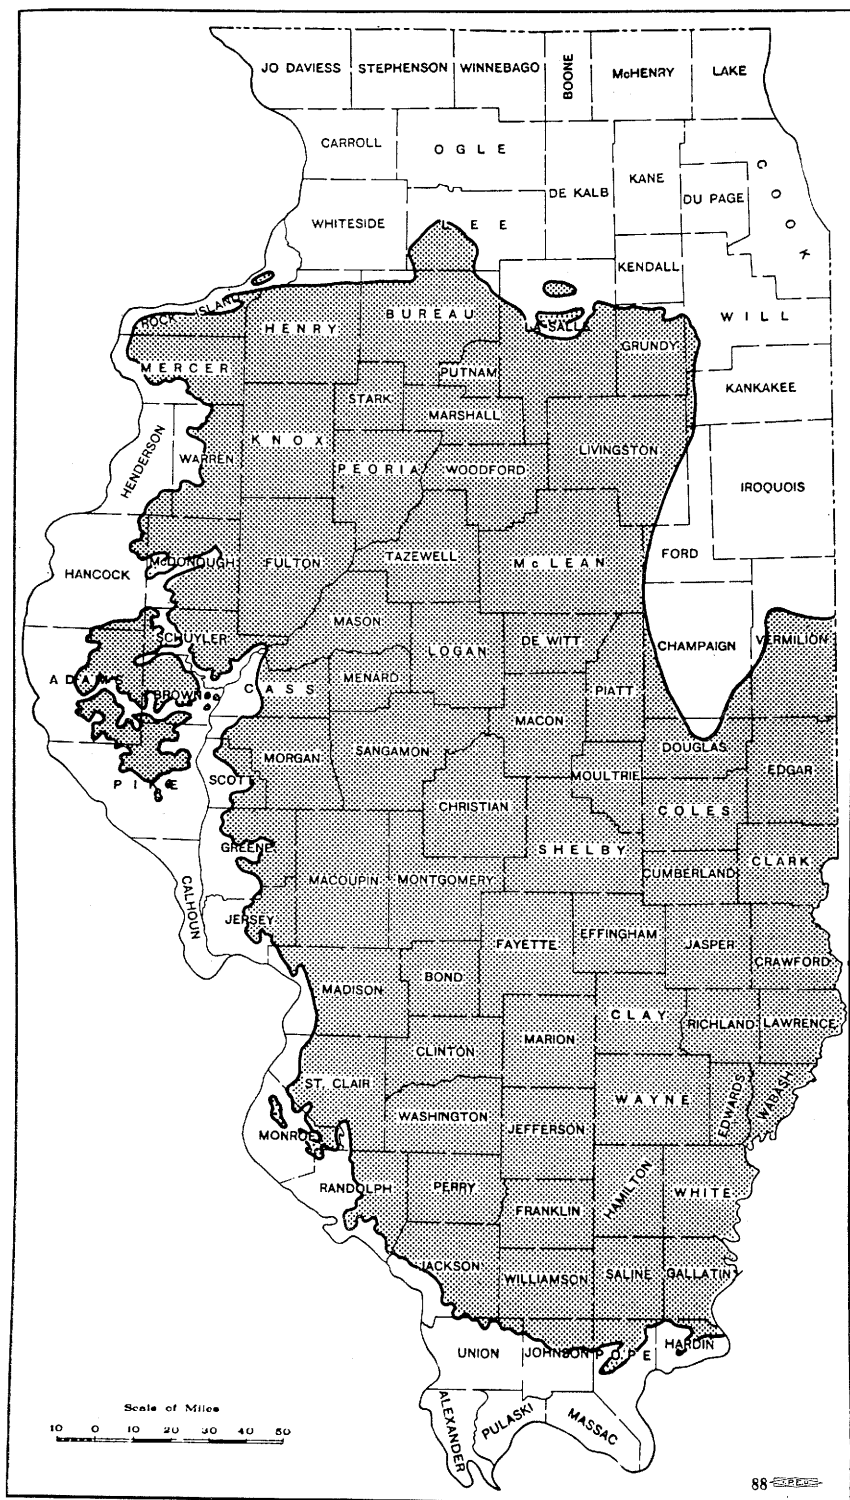 JO DAVIESS STEPHENSON WINNEBAGO BOONE McHENRY LAKE
CARROLL OGLE DE KALB KANE COOK
DU PAGE
WHITESIDE LEE
KENDALL
ROCK ISLAND HENRY BUREAU LA SALLE GRUNDY WILL
MERCER PUTNAM KANKAKEE
STARK MARSHALL
HENDERSON WARREN KNOX PEORIA WOODFORD LIVINGSTON
IROQUOIS
HANCOCK McDONOUGH FULTON TAZEWELL McLEAN FORD
MASON
SCHUYLER LOGAN DE WITT CHAMPAIGN VERMILION
ADAMS BROWN CASS MENARD PIATT
MACON
PIKE SCOTT MORGAN SANGAMON MOULTRIE DOUGLAS EDGAR
CHRISTIAN COLES
GREENE SHELBY CLARK
CALHOUN MACOUPIN MONTGOMERY CUMBERLAND
JERSEY FAYETTE EFFINGHAM JASPER CRAWFORD
MADISON BOND
CLAY RICHLAND LAWRENCE
CLINTON MARION
ST. CLAIR WAYNE EDWARDS WABASH
MONROE WASHINGTON JEFFERSON
RANDOLPH PERRY HAMILTON WHITE
FRANKLIN
JACKSON WILLIAMSON SALINE GALLATIN
UNION JOHNSON POPE HARDIN
ALEXANDER PULASKI MASSAC
Scale of Miles
10 0 10 20 30 40 50
88